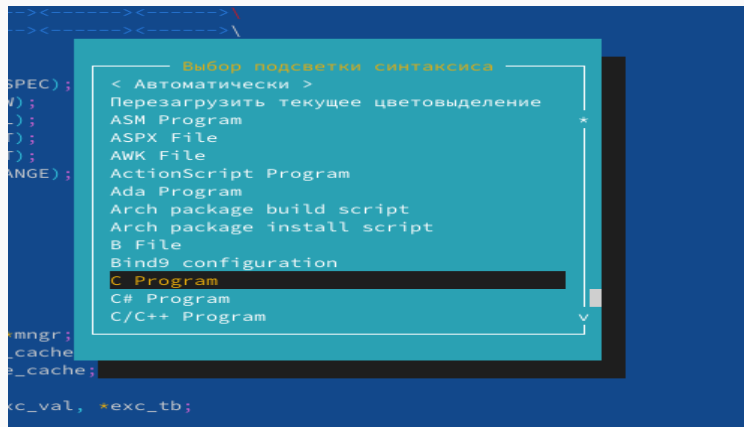 --><------><------>\
--><------><------>\
Выбор подсветки синтаксиса
SPEC);
< Автоматически >
);
Перезагрузить текущее цветовыделение
);
ASM Program *
);
ASPX File
);
AWK File
ANGE);
ActionScript Program
Ada Program
Arch package build script
Arch package install script
B File
Bind9 configuration
C Program
C# Program
C/C++ Program v
*mngr;
_cache
e_cache;
xc_val, *exc_tb;